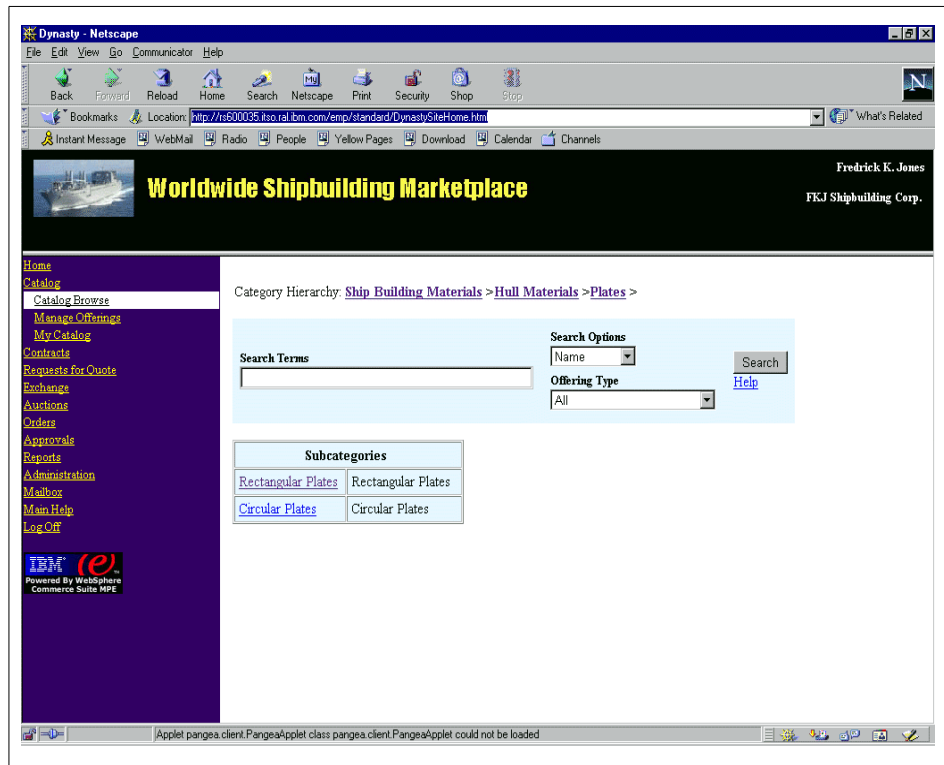 Dynasty - Netscape
File Edit View Go Communicator Help
Back Forward Reload Home Search Netscape Print Security Shop Stop
My
N
Bookmarks Location: http://rs600035.itso.ral.ibm.com/emp/standard/DynastySiteHome.html What's Related
Instant Message WebMail Radio People Yellow Pages Download Calendar Channels
Worldwide Shipbuilding Marketplace
Fredrick K. Jones
FKJ Shipbuilding Corp.
Home
Catalog
Catalog Browse
Manage Offerings
My Catalog
Contracts
Requests for Quote
Exchange
Auctions
Orders
Approvals
Reports
Administration
Mailbox
Main Help
Log Off
IBM e
Powered By WebSphere
Commerce Suite MPE
Category Hierarchy: Ship Building Materials >Hull Materials >Plates >
Search Terms
Search Options
Name
Offering Type
All
Search
Help
Subcategories
Rectangular Plates Rectangular Plates
Circular Plates Circular Plates
Applet pangea.client.PangeaApplet class pangea.client.PangeaApplet could not be loaded